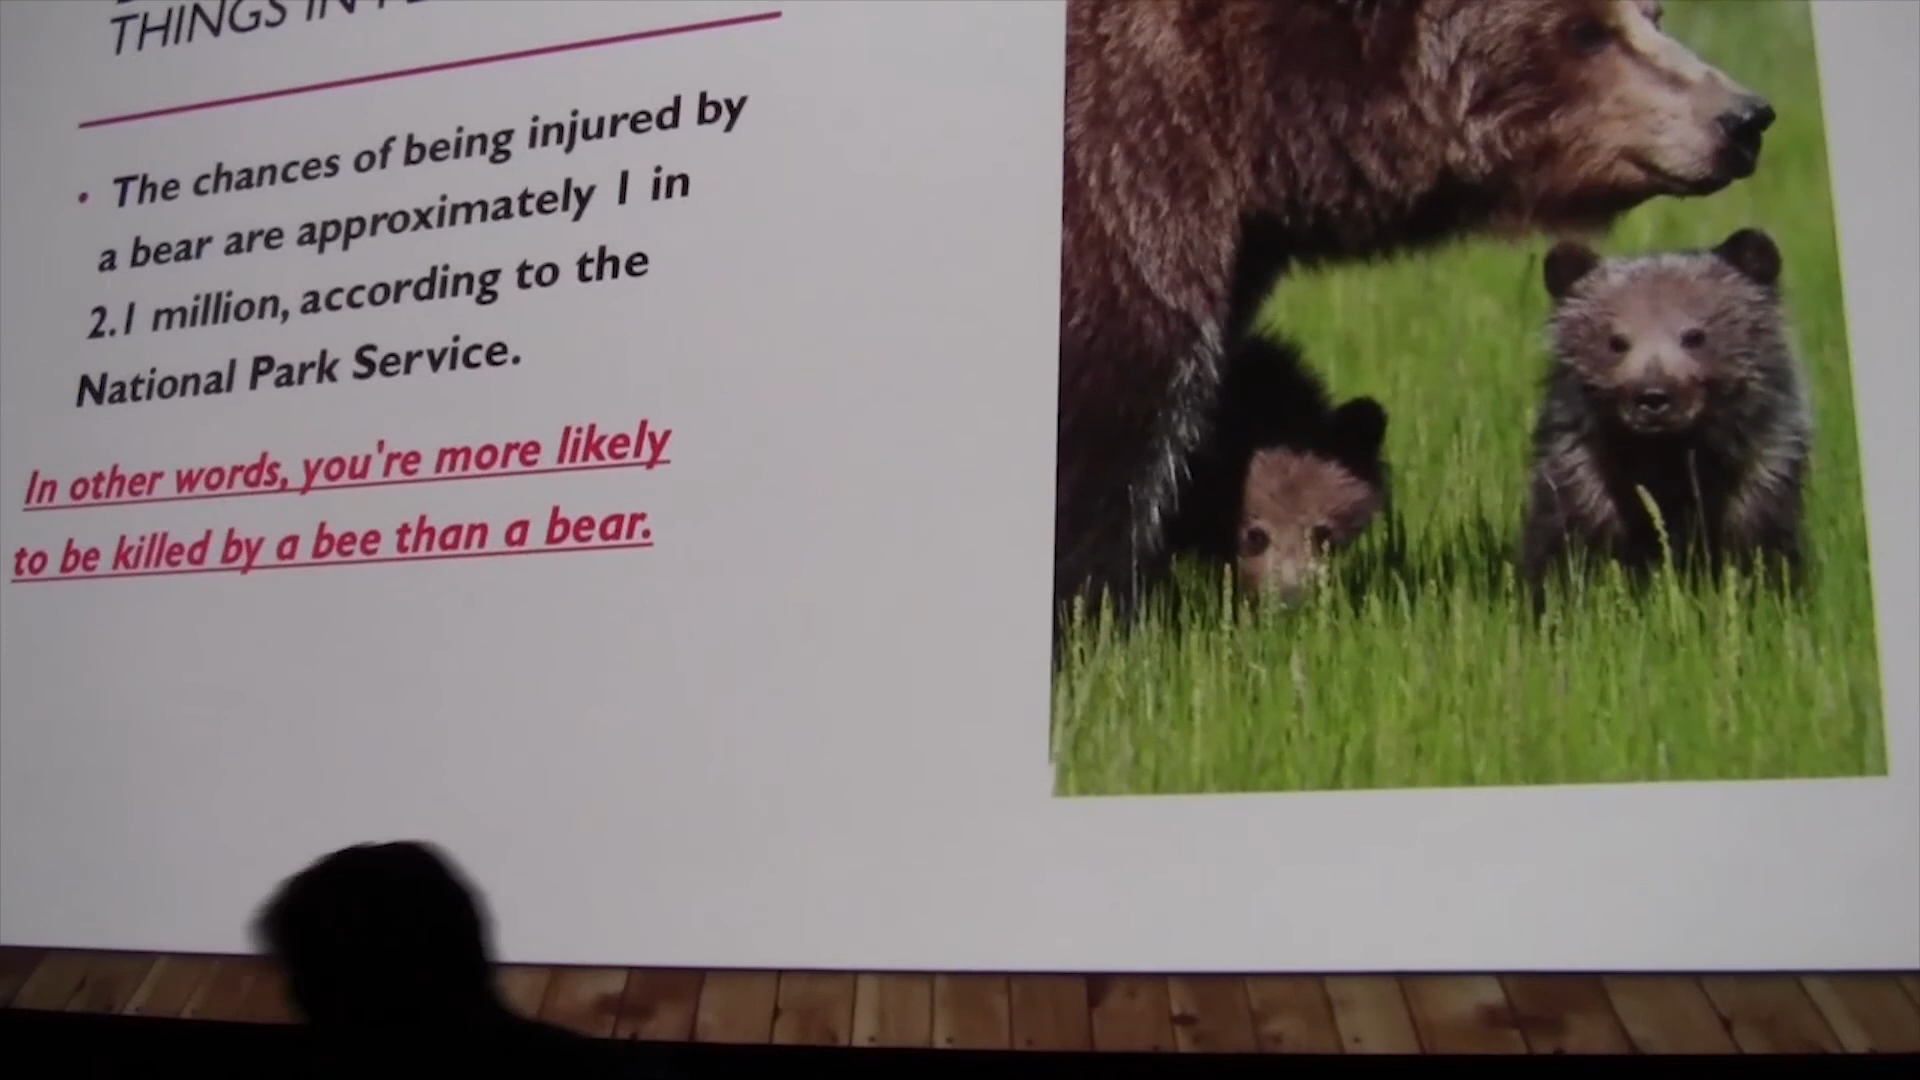 THINGS IN
• The chances of being injured by
a bear are approximately 1 in
2.1 million, according to the
National Park Service.
In other words, you're more likely
to be killed by a bee than a bear.